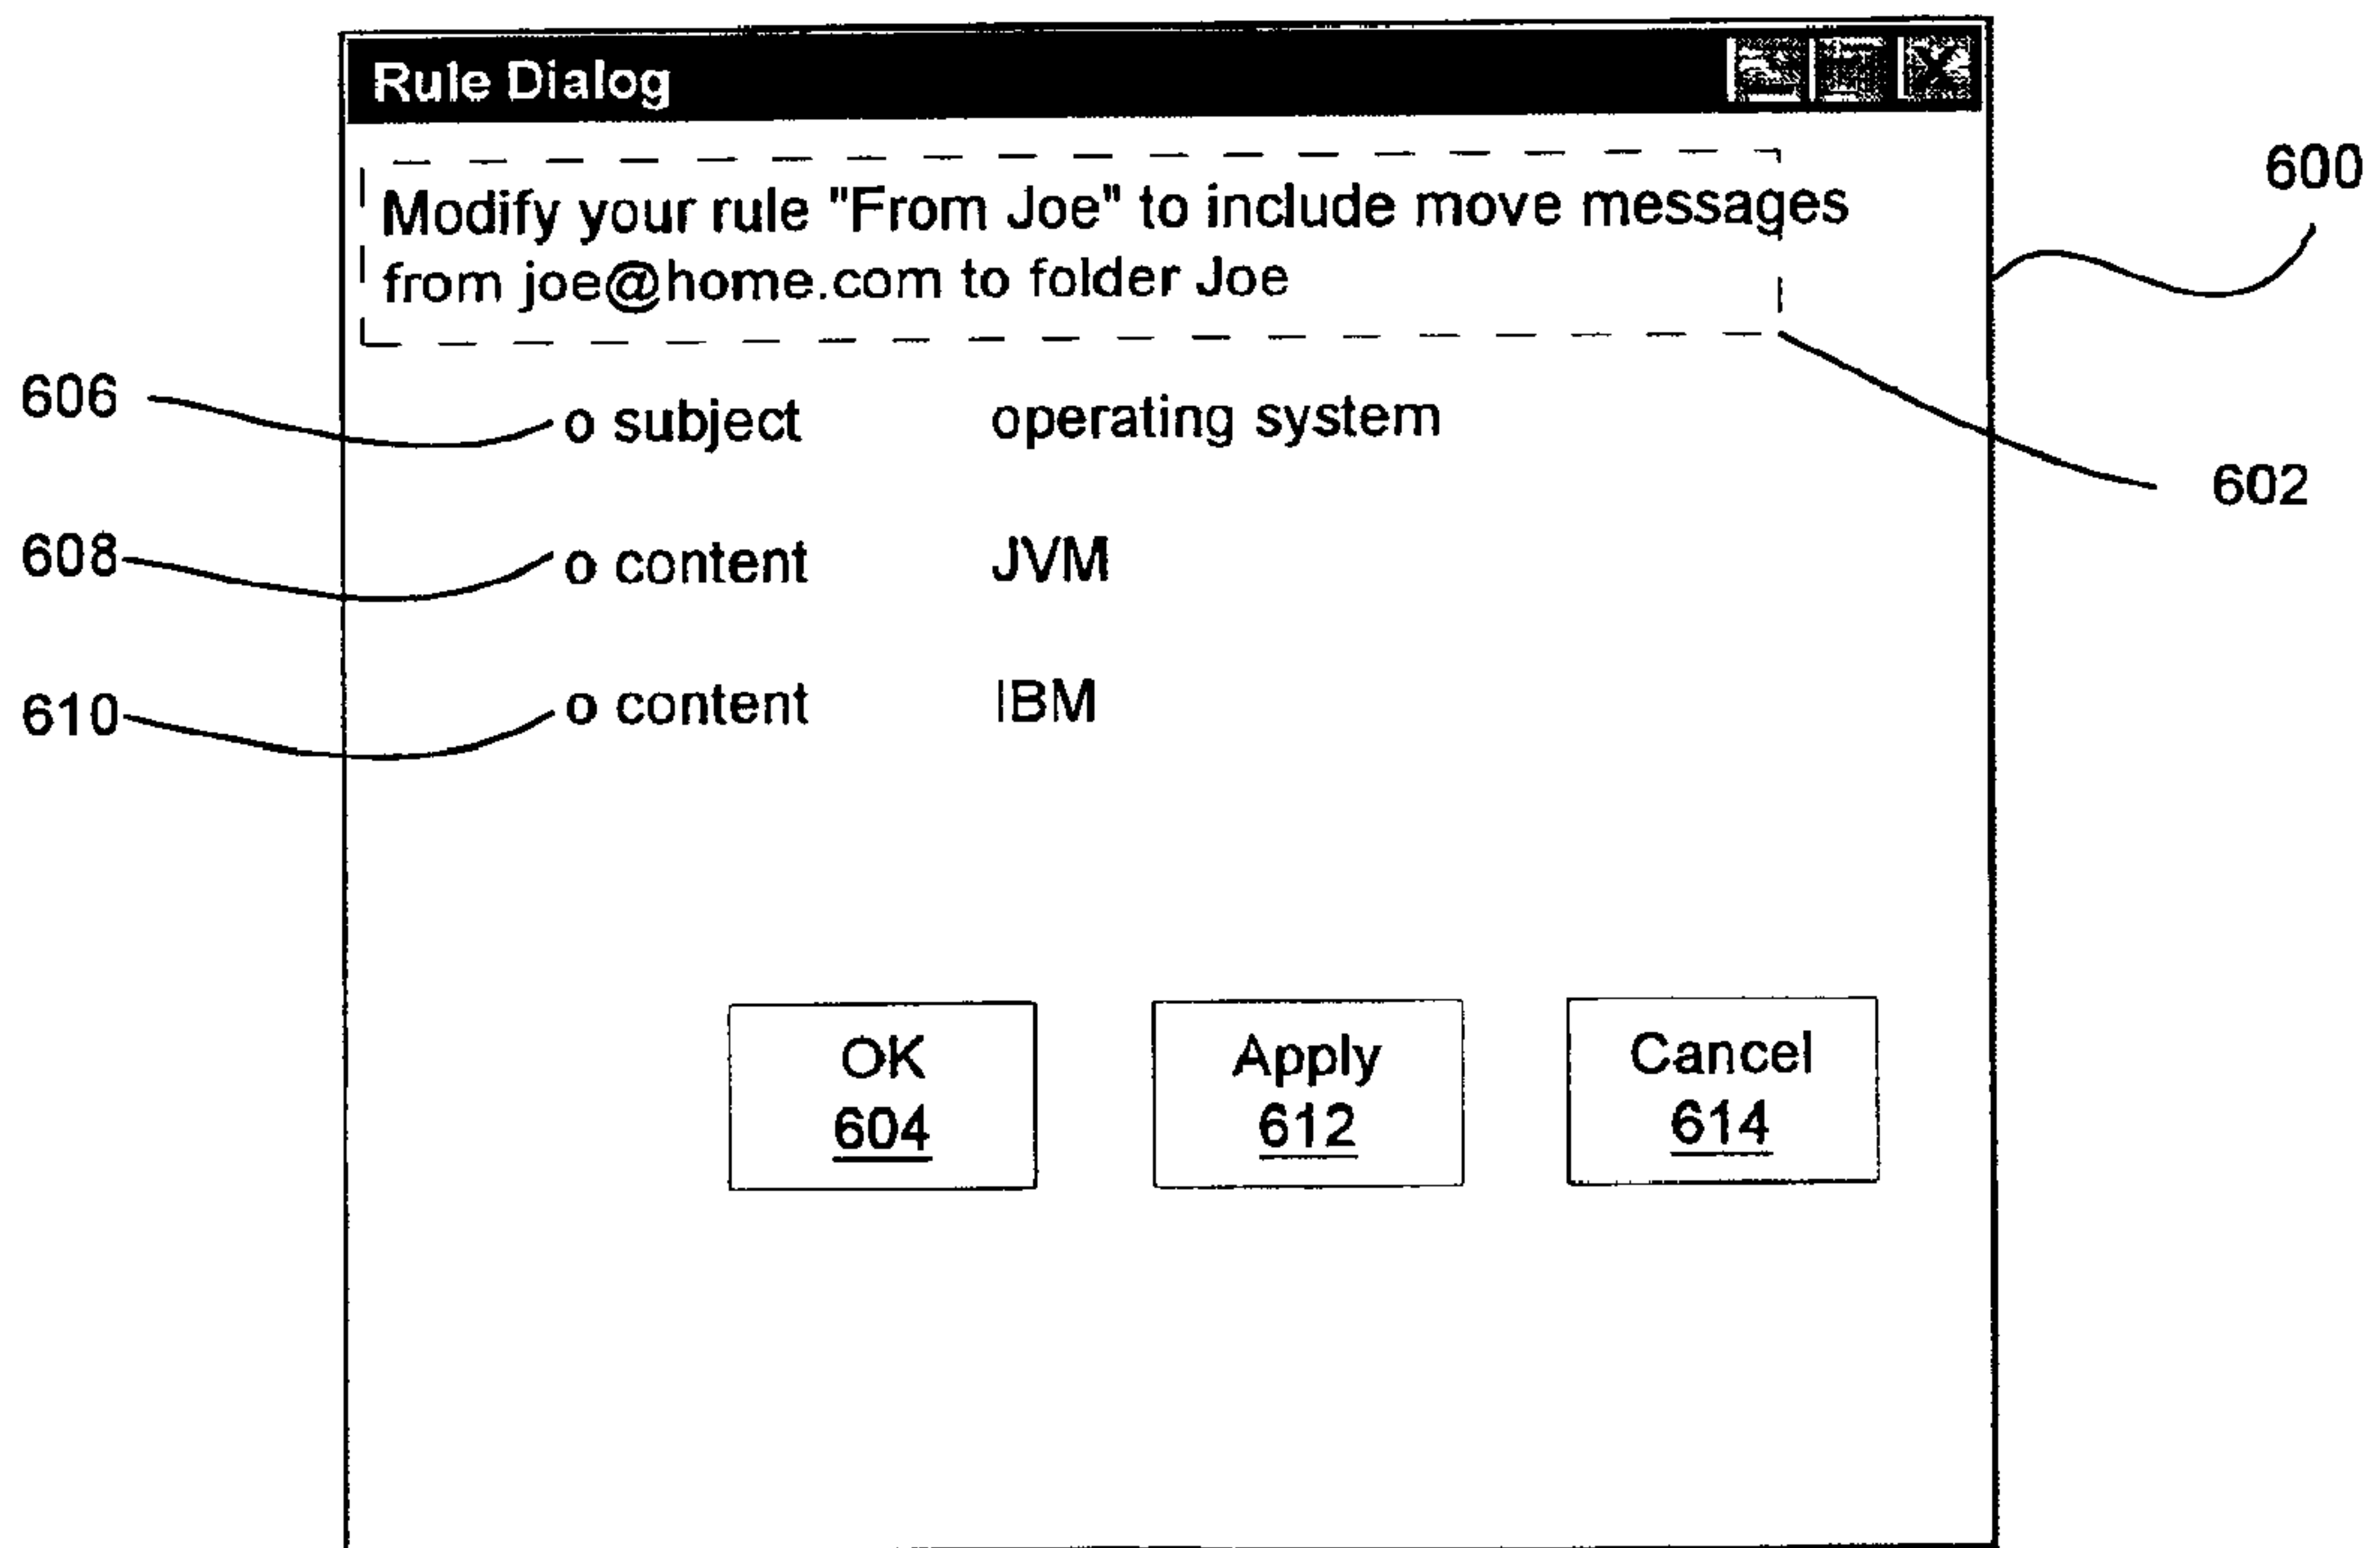 Rule Dialog
600
Modify your rule "From Joe" to include move messages
from joe@home.com to folder Joe
606
o subject operating system
602
608
o content JVM
610
o content IBM
OK
604
Apply
612
Cancel
614